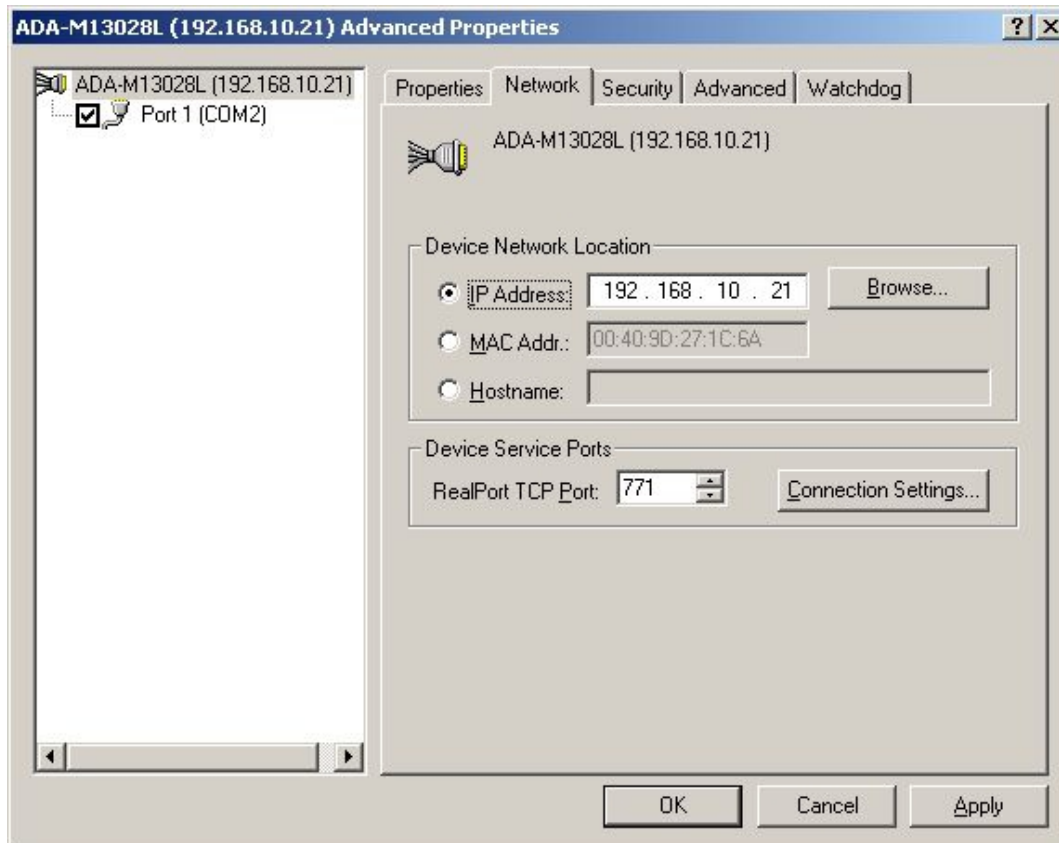 ADA-M13028L (192.168.10.21) Advanced Properties
ADA-M13028L (192.168.10.21)
Port 1 (COM2)
Properties Network Security Advanced Watchdog
ADA-M13028L (192.168.10.21)
Device Network Location
IP Address: 192 . 168 . 10 . 21 Browse...
MAC Addr.: 00:40:9D:27:1C:6A
Hostname:
Device Service Ports
RealPort TCP Port: 771 Connection Settings...
OK Cancel Apply